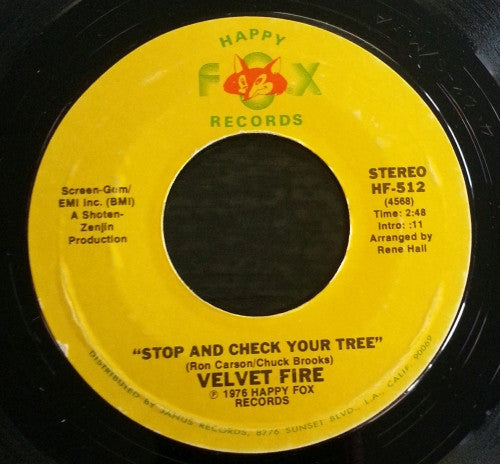 HAPPY
FOX
RECORDS
Screen-Gem/
EMI Inc. (BMI)
A Shoten-
Zenjin
Production
STEREO
HF-512
(4568)
Time: 2:48
Intro: :11
Arranged by
Rene Hall
"STOP AND CHECK YOUR TREE"
(Ron Carson/Chuck Brooks)
VELVET FIRE
℗ 1976 HAPPY FOX
RECORDS
DISTRIBUTED BY JANUS RECORDS, 8776 SUNSET BLVD., L.A., CALIF. 90069